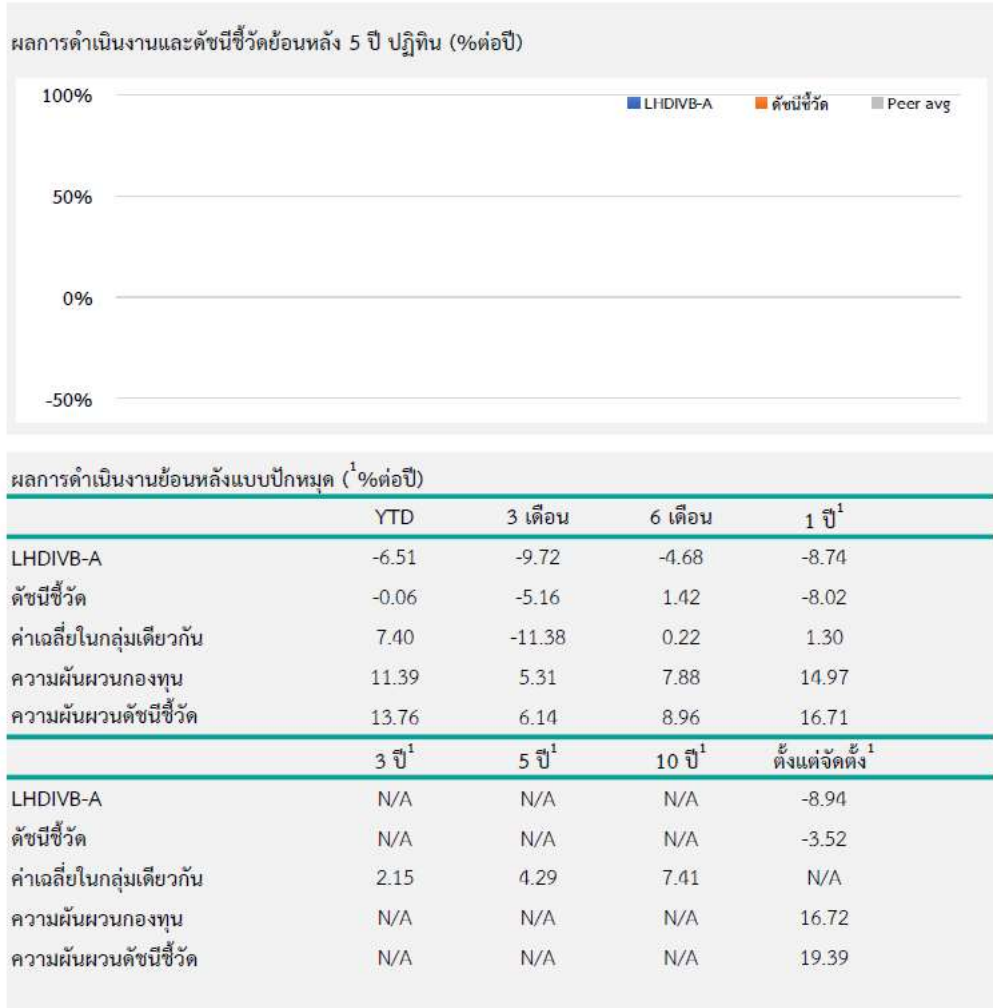 ผลการดำเนินงานและดัชนีชี้วัดย้อนหลัง 5 ปี ปฏิทิน (%ต่อปี)
100% LHDIVB-A ดัชนีชี้วัด Peer avg
50%
0%
-50%
ผลการดำเนินงานย้อนหลังแบบปักหมุด (¹%ต่อปี)
YTD 3 เดือน 6 เดือน 1 ปี¹
LHDIVB-A -6.51 -9.72 -4.68 -8.74
ดัชนีชี้วัด -0.06 -5.16 1.42 -8.02
ค่าเฉลี่ยในกลุ่มเดียวกัน 7.40 -11.38 0.22 1.30
ความผันผวนกองทุน 11.39 5.31 7.88 14.97
ความผันผวนดัชนีชี้วัด 13.76 6.14 8.96 16.71
3 ปี¹ 5 ปี¹ 10 ปี¹ ตั้งแต่จัดตั้ง¹
LHDIVB-A N/A N/A N/A -8.94
ดัชนีชี้วัด N/A N/A N/A -3.52
ค่าเฉลี่ยในกลุ่มเดียวกัน 2.15 4.29 7.41 N/A
ความผันผวนกองทุน N/A N/A N/A 16.72
ความผันผวนดัชนีชี้วัด N/A N/A N/A 19.39